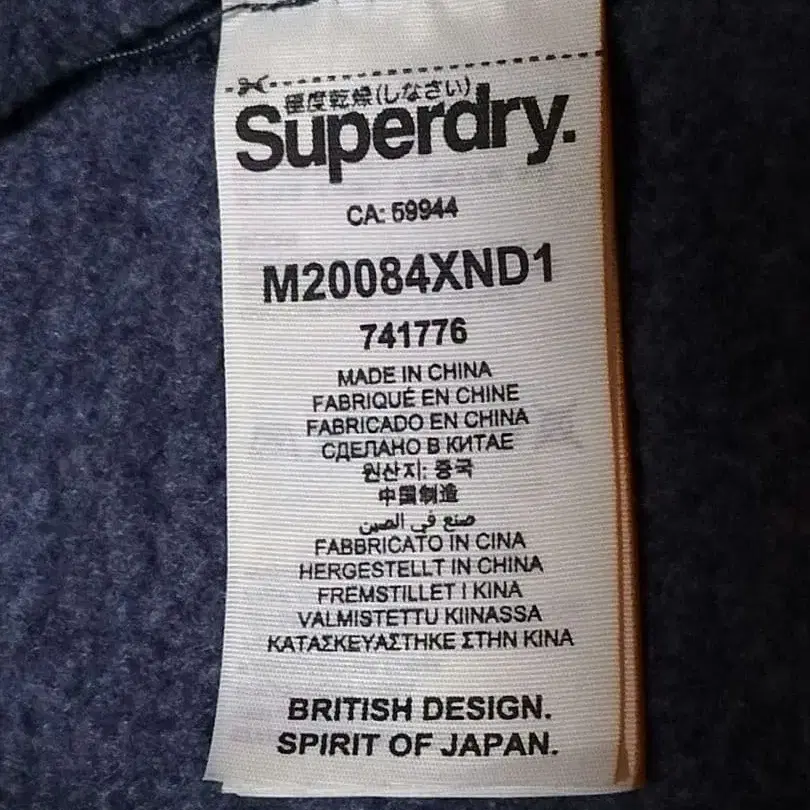 極度乾燥(しなさい)
Superdry.
CA: 59944
M20084XND1
741776
MADE IN CHINA
FABRIQUÉ EN CHINE
FABRICADO EN CHINA
СДЕЛАНО В КИТАЕ
원산지: 중국
中国制造
صنع في الصين
FABBRICATO IN CINA
HERGESTELLT IN CHINA
FREMSTILLET I KINA
VALMISTETTU KIINASSA
ΚΑΤΑΣΚΕΥΑΣΤΗΚΕ ΣΤΗΝ ΚΙΝΑ
BRITISH DESIGN.
SPIRIT OF JAPAN.